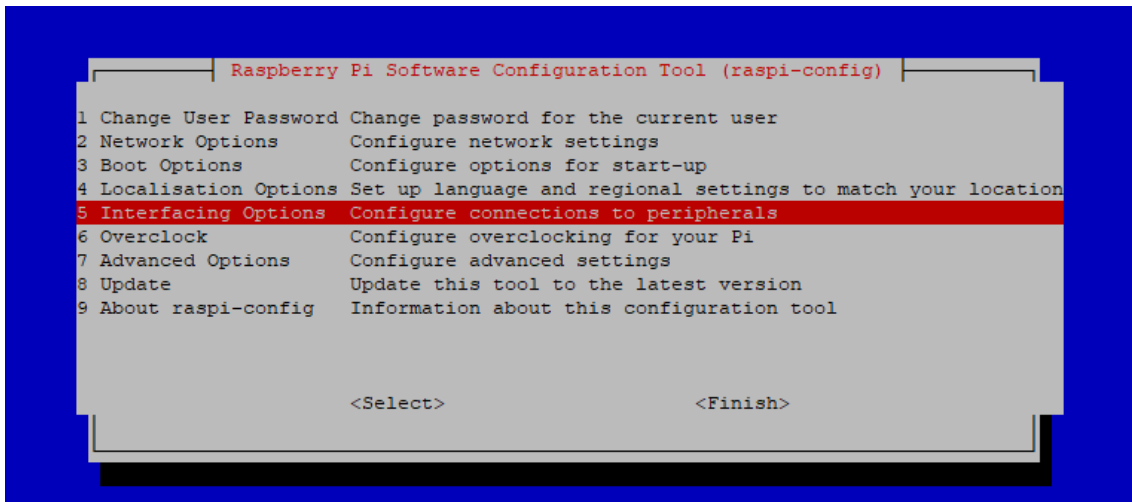 Raspberry Pi Software Configuration Tool (raspi-config)
1 Change User Password Change password for the current user
2 Network Options Configure network settings
3 Boot Options Configure options for start-up
4 Localisation Options Set up language and regional settings to match your location
5 Interfacing Options Configure connections to peripherals
6 Overclock Configure overclocking for your Pi
7 Advanced Options Configure advanced settings
8 Update Update this tool to the latest version
9 About raspi-config Information about this configuration tool
<Select> <Finish>